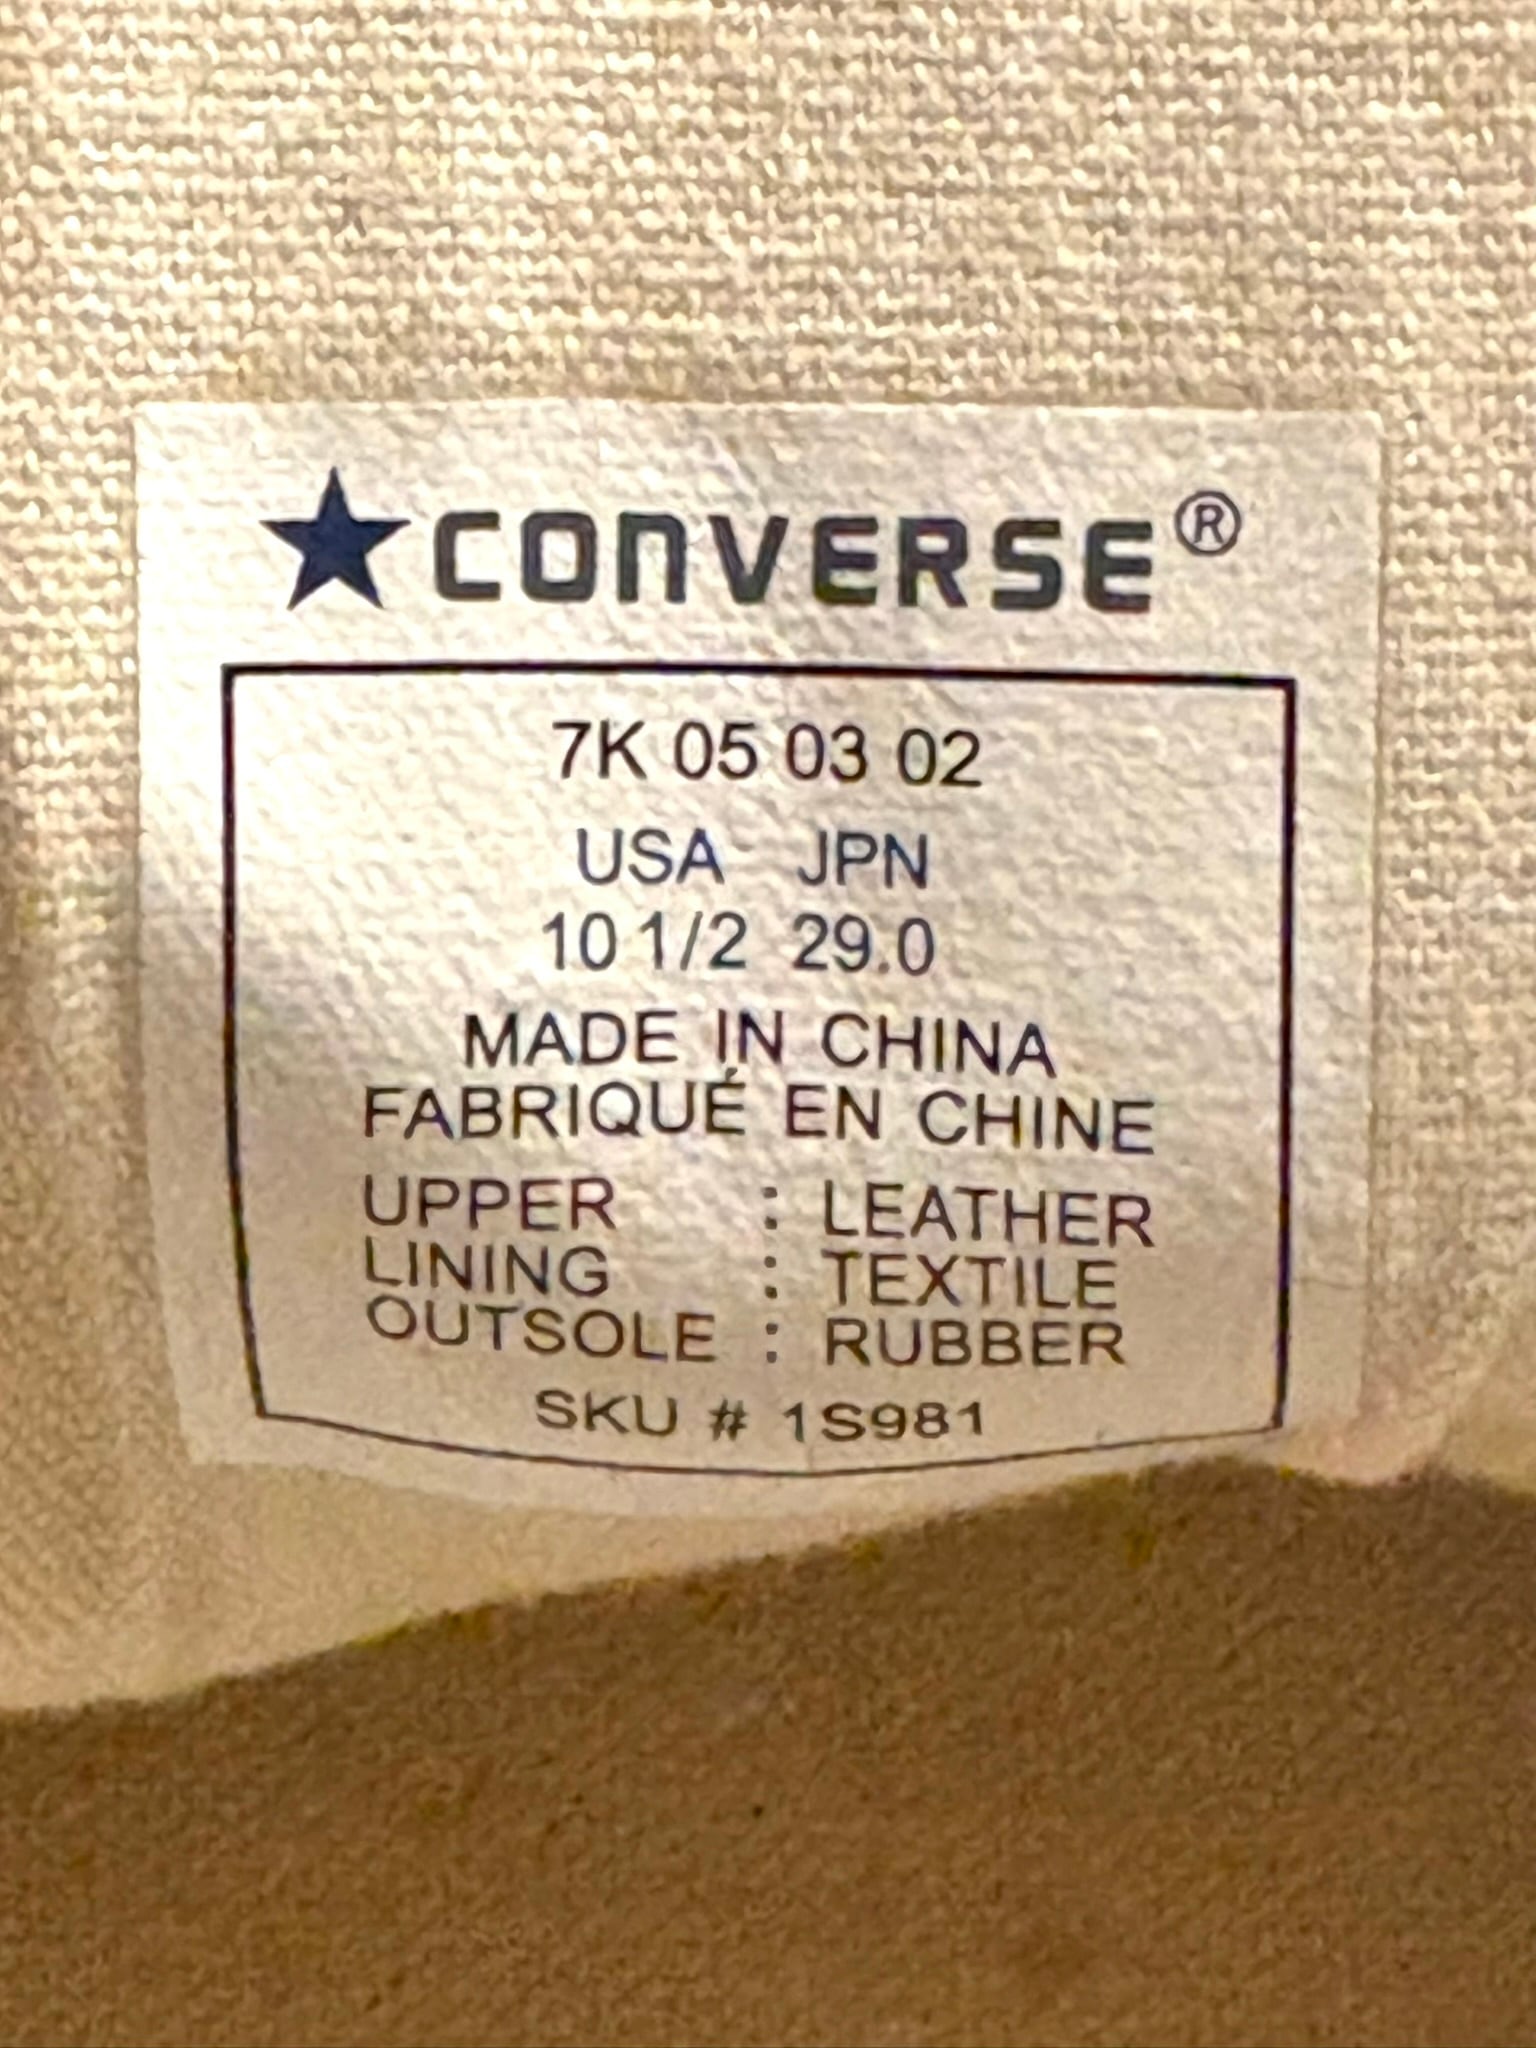 CONVERSE®
7K 05 03 02
USA JPN
10 1/2 29.0
MADE IN CHINA
FABRIQUÉ EN CHINE
UPPER : LEATHER
LINING : TEXTILE
OUTSOLE : RUBBER
SKU # 1S981